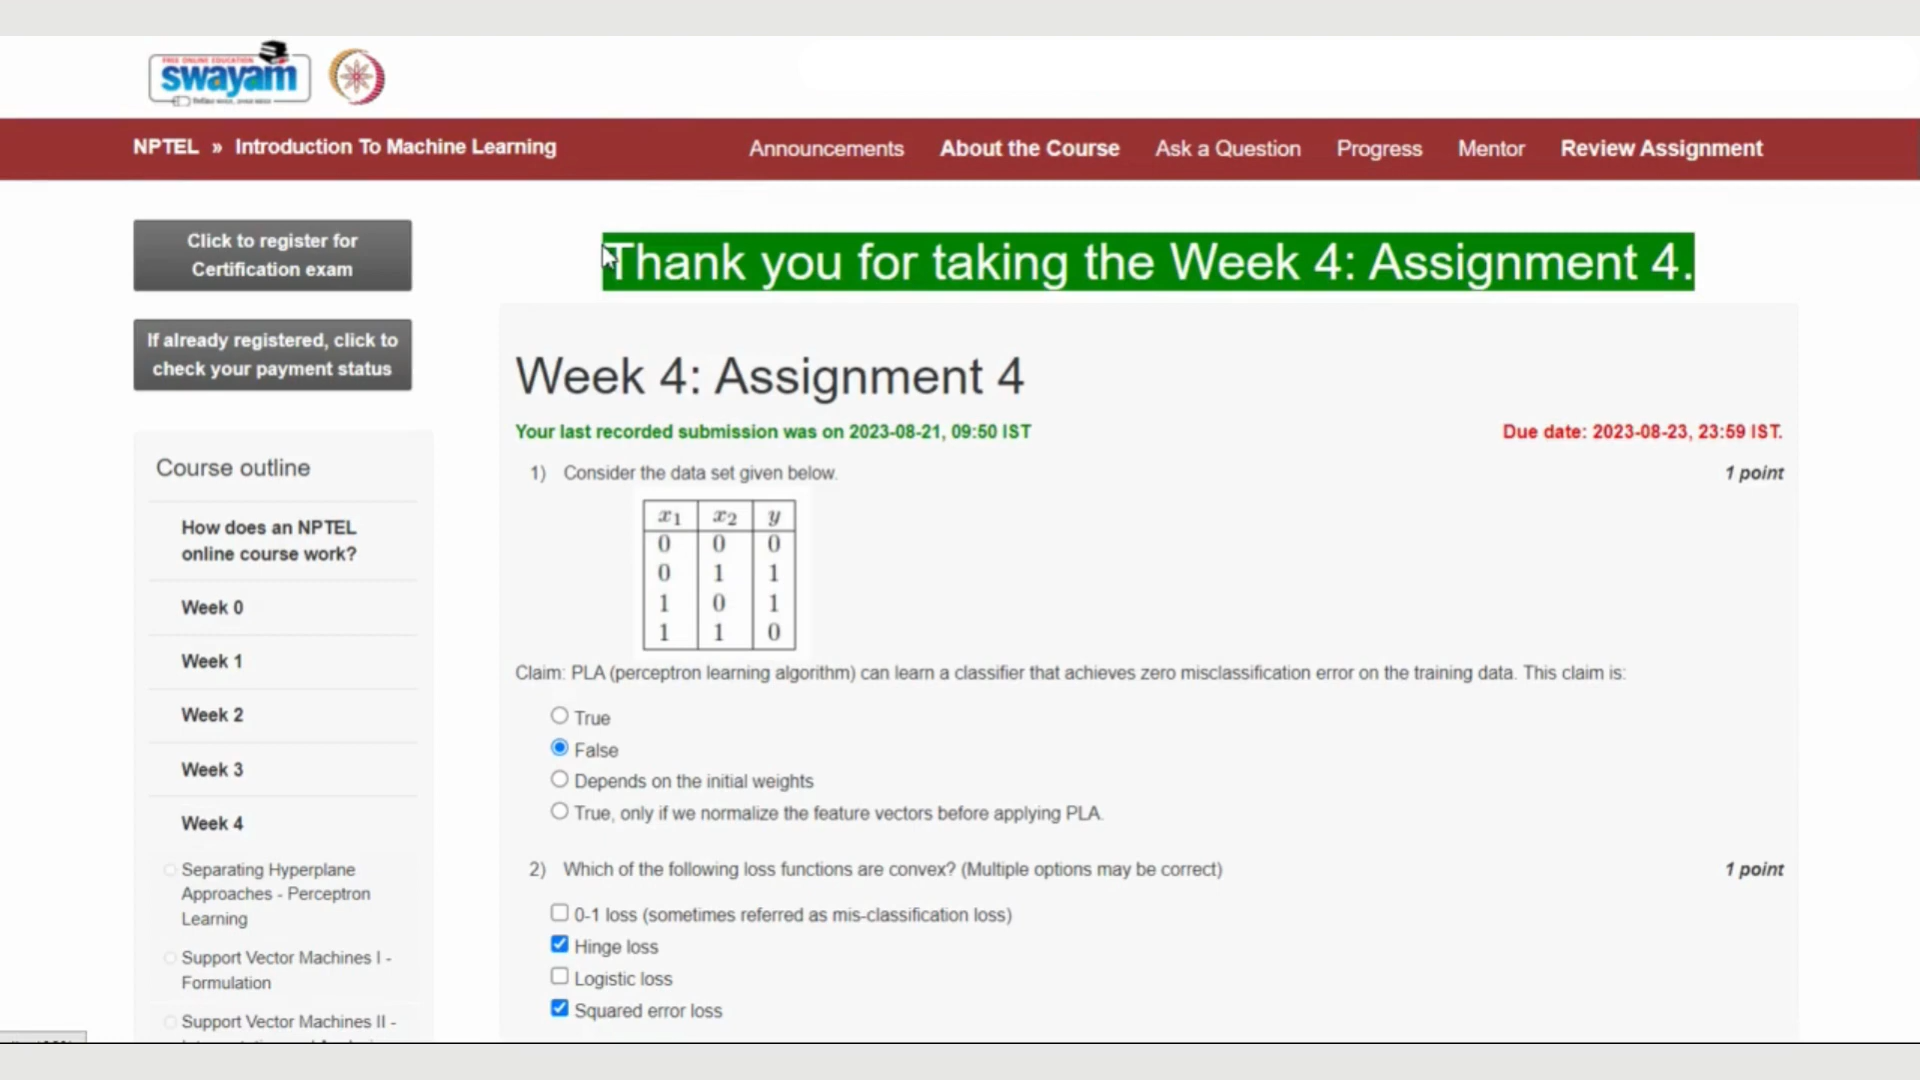 FREE ONLINE EDUCATION
swayam
NPTEL » Introduction To Machine Learning
Announcements About the Course Ask a Question Progress Mentor Review Assignment
Click to register for
Certification exam
If already registered, click to
check your payment status
Course outline
How does an NPTEL
online course work?
Week 0
Week 1
Week 2
Week 3
Week 4
Separating Hyperplane
Approaches - Perceptron
Learning
Support Vector Machines I -
Formulation
Support Vector Machines II -
Thank you for taking the Week 4: Assignment 4.
Week 4: Assignment 4
Your last recorded submission was on 2023-08-21, 09:50 IST Due date: 2023-08-23, 23:59 IST.
1) Consider the data set given below. 1 point
x1 x2 y
0 0 0
0 1 1
1 0 1
1 1 0
Claim: PLA (perceptron learning algorithm) can learn a classifier that achieves zero misclassification error on the training data. This claim is:
True
False
Depends on the initial weights
True, only if we normalize the feature vectors before applying PLA.
2) Which of the following loss functions are convex? (Multiple options may be correct) 1 point
0-1 loss (sometimes referred as mis-classification loss)
Hinge loss
Logistic loss
Squared error loss